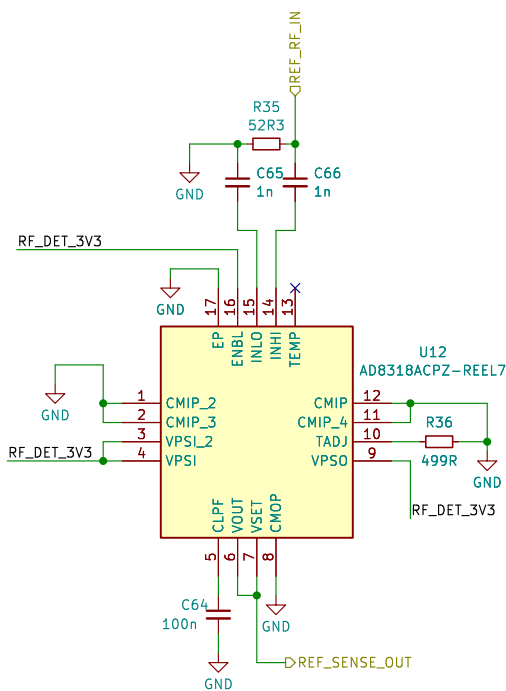 REF_RF_IN
R35
52R3
C65
1n
C66
1n
GND
RF_DET_3V3
GND
17
16
15
14
13
EP
ENBL
INLO
INHI
TEMP
U12
AD8318ACPZ-REEL7
GND
1
CMIP_2
2
CMIP_3
3
VPSI_2
4
VPSI
RF_DET_3V3
CMIP
12
CMIP_4
11
TADJ
10
VPSO
9
R36
499R
GND
RF_DET_3V3
CLPF
VOUT
VSET
CMOP
5
6
7
8
C64
100n
GND
GND
REF_SENSE_OUT